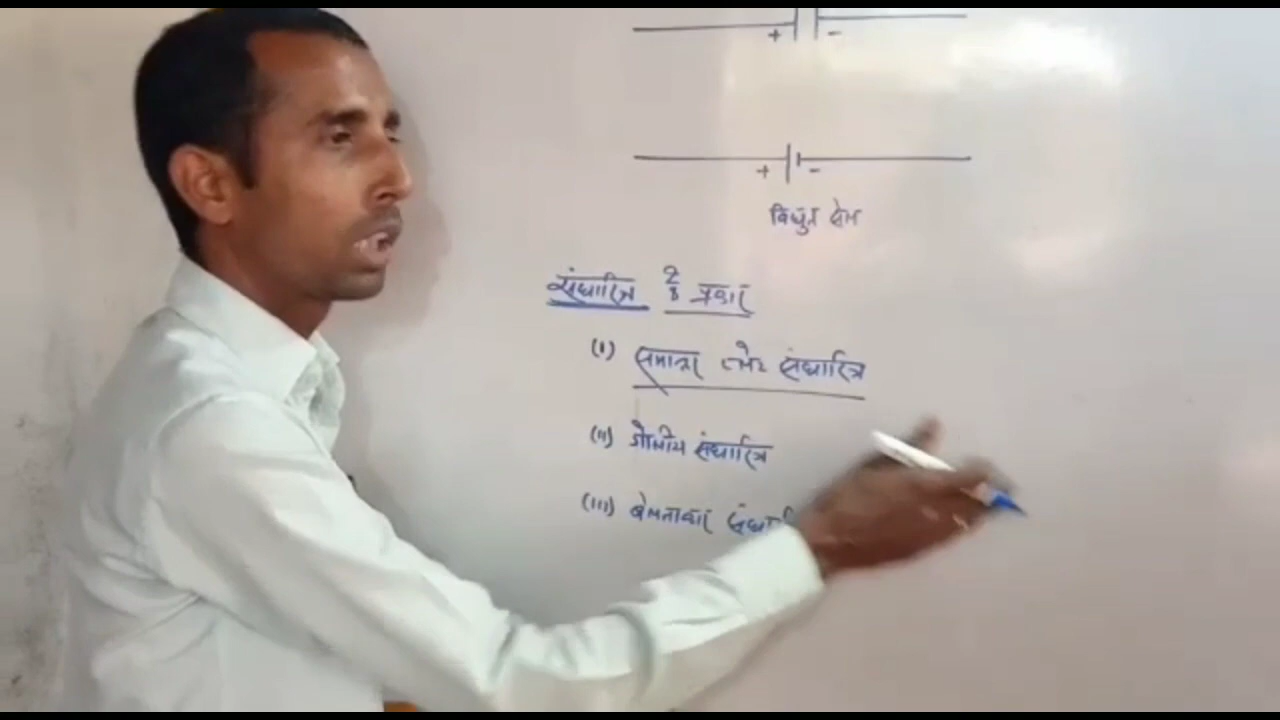 + -
+ -
विद्युत सेल
संधारित्र के प्रकार
(I) समान्तर प्लेट संधारित्र
(II) गोलीय संधारित्र
(III) बेलनाकार